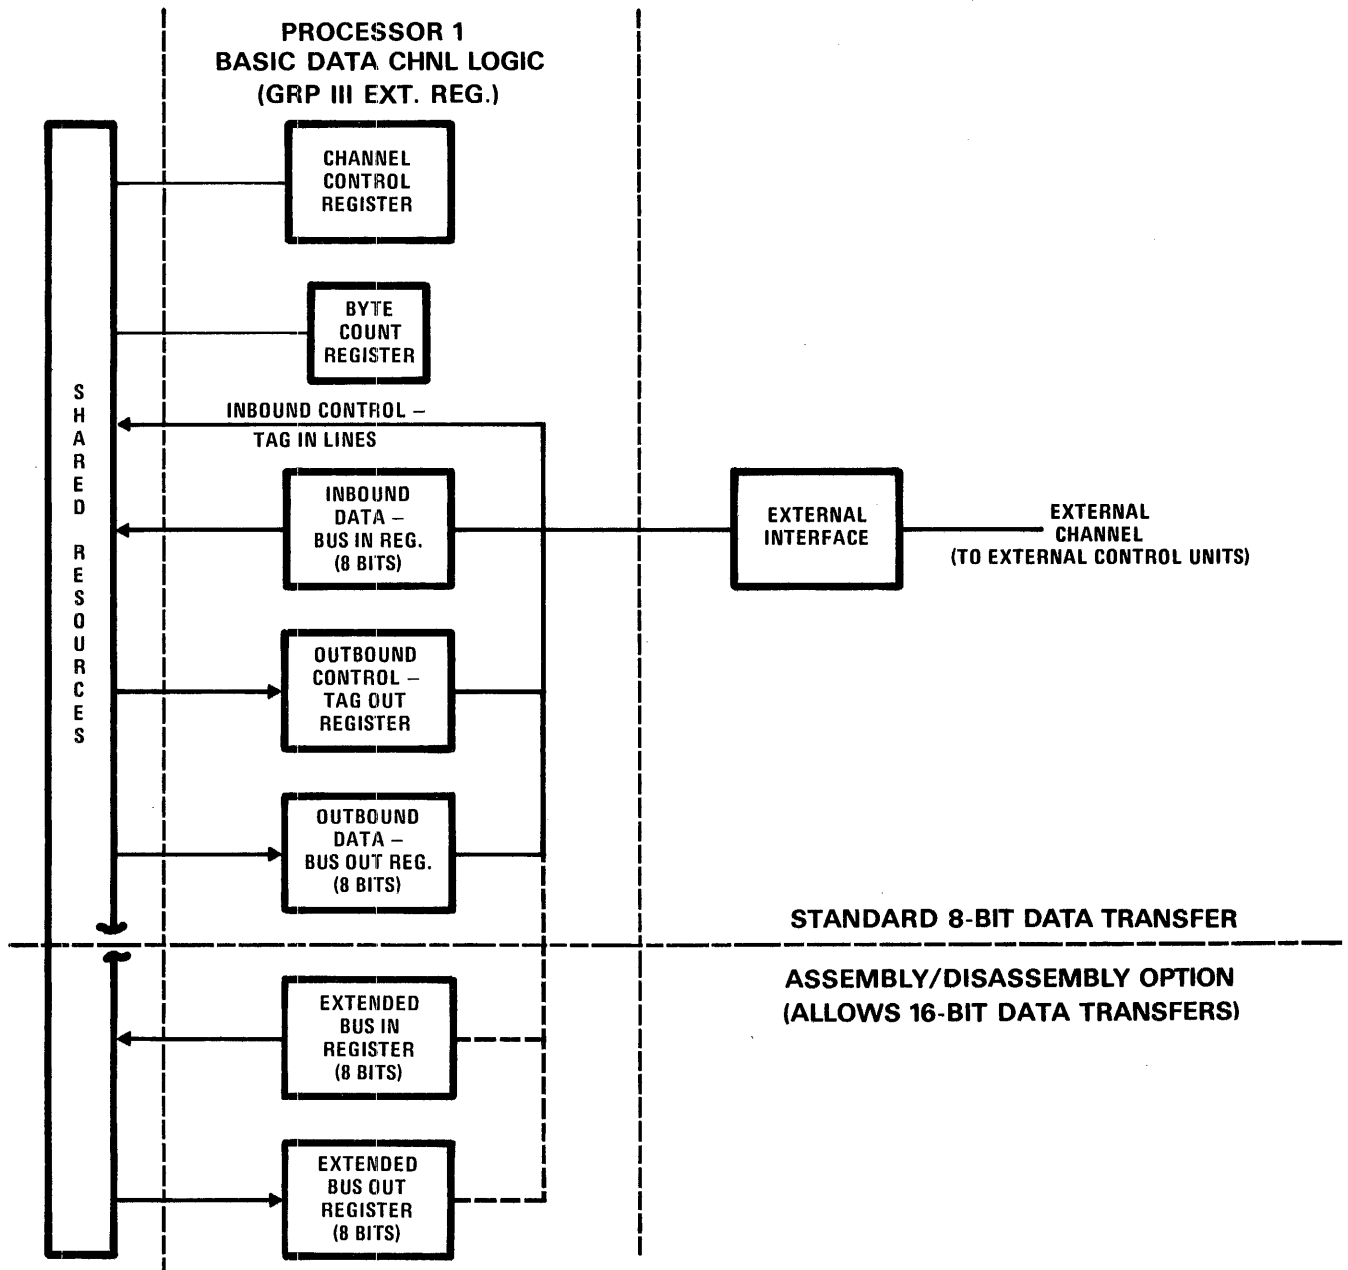 PROCESSOR 1
BASIC DATA CHNL LOGIC
(GRP III EXT. REG.)
CHANNEL
CONTROL
REGISTER
BYTE
COUNT
REGISTER
INBOUND CONTROL –
TAG IN LINES
SHARED RESOURCES
INBOUND
DATA –
BUS IN REG.
(8 BITS)
EXTERNAL
INTERFACE
EXTERNAL
CHANNEL
(TO EXTERNAL CONTROL UNITS)
OUTBOUND
CONTROL –
TAG OUT
REGISTER
OUTBOUND
DATA –
BUS OUT REG.
(8 BITS)
STANDARD 8-BIT DATA TRANSFER
ASSEMBLY/DISASSEMBLY OPTION
(ALLOWS 16-BIT DATA TRANSFERS)
EXTENDED
BUS IN
REGISTER
(8 BITS)
EXTENDED
BUS OUT
REGISTER
(8 BITS)